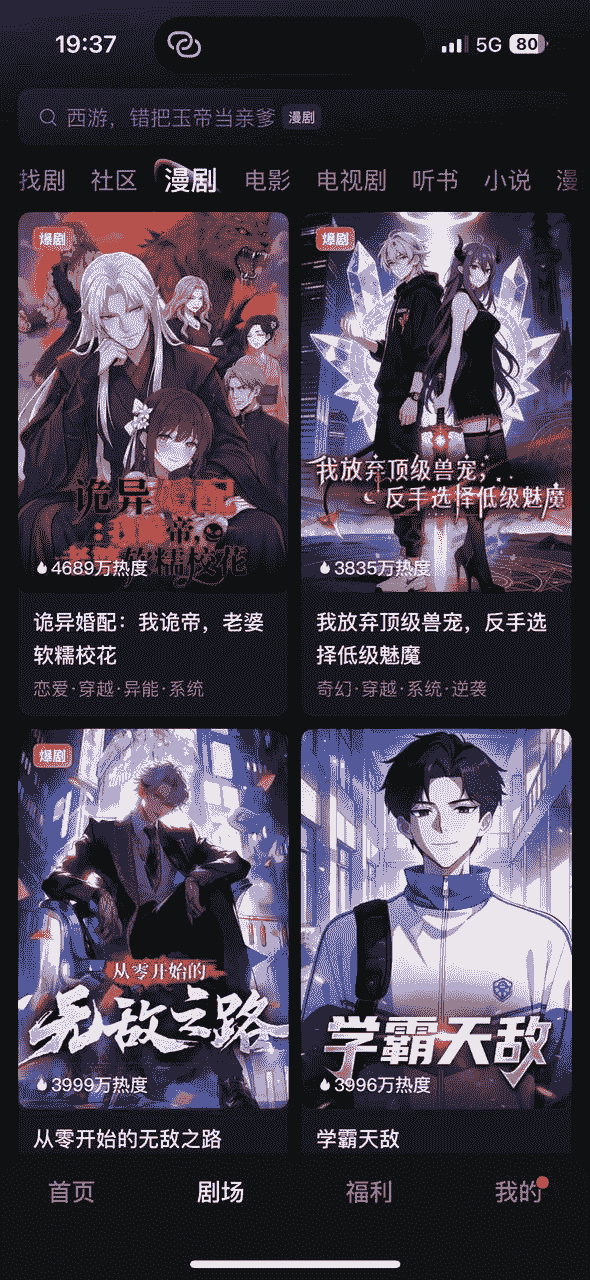 19:37
5G
80
西游，错把玉帝当亲爹 漫剧
找剧 社区 漫剧 电影 电视剧 听书 小说 漫
爆剧
诡异婚配
帝,
软糯校花
4689万热度
诡异婚配：我诡帝，老婆
软糯校花
恋爱·穿越·异能·系统
爆剧
我放弃顶级兽宠，
反手选择低级魅魔
3835万热度
我放弃顶级兽宠，反手选
择低级魅魔
奇幻·穿越·系统·逆袭
爆剧
从零开始的
无敌之路
3999万热度
从零开始的无敌之路
学霸天敌
3996万热度
学霸天敌
首页 剧场 福利 我的